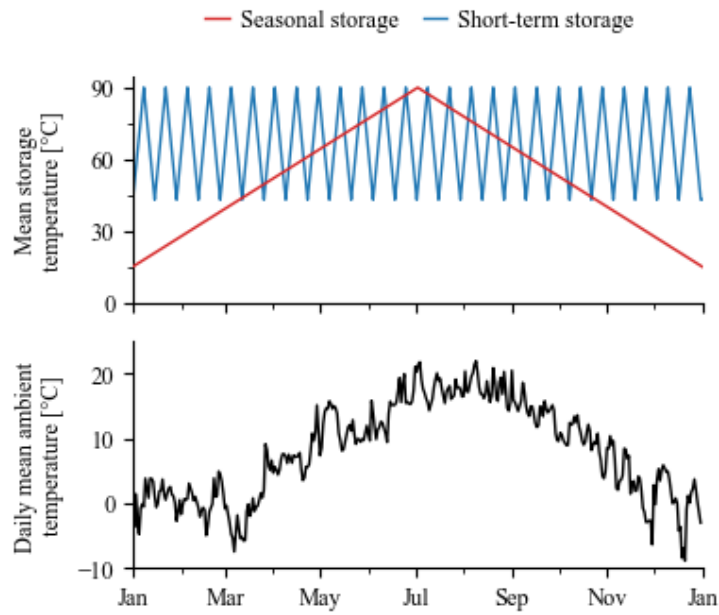 Seasonal storage Short-term storage
Mean storage
temperature [°C]
90
60
30
0
Daily mean ambient
temperature [°C]
20
10
0
−10
Jan Mar May Jul Sep Nov Jan